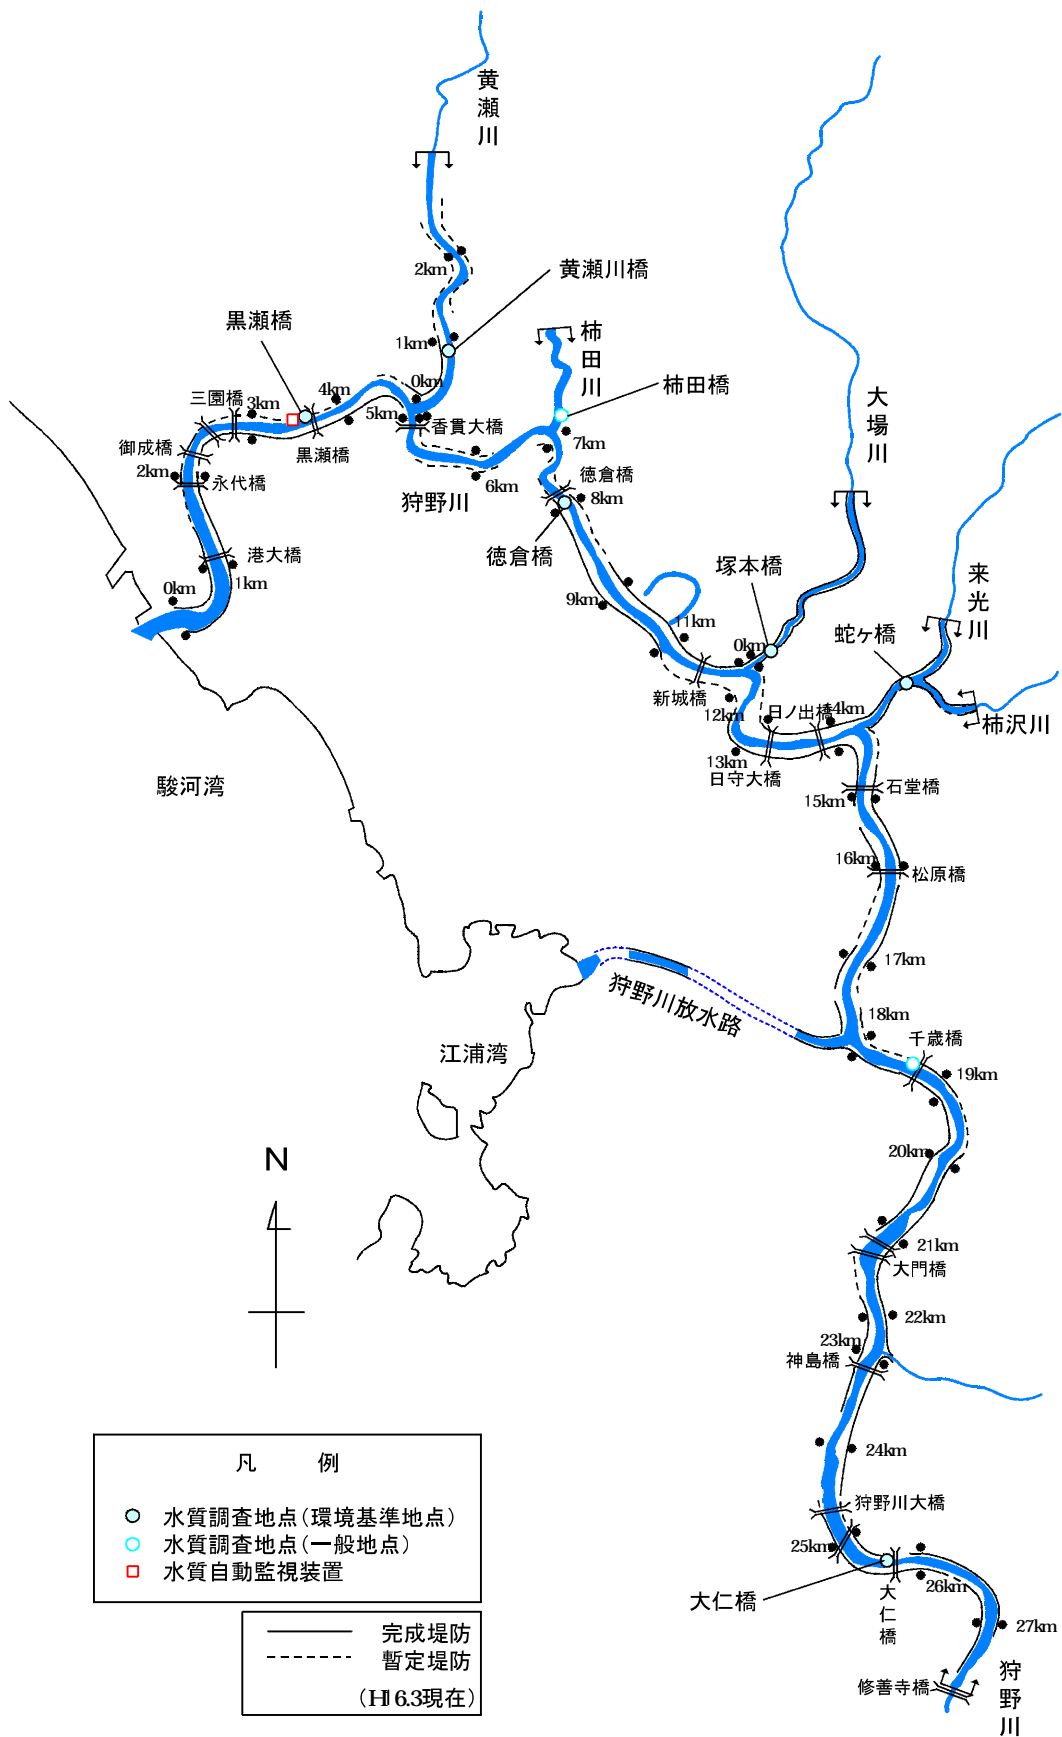 黄瀬川
2km
黄瀬川橋
黒瀬橋
1km
柿田川
柿田橋
0km
4km
三園橋
3km
5km
香貫大橋
大場川
御成橋
黒瀬橋
7km
2km
永代橋
6km
徳倉橋
8km
狩野川
徳倉橋
港大橋
1km
0km
塚本橋
来光川
9km
11km
0km
蛇ヶ橋
新城橋
12km
日ノ出橋
14km
柿沢川
13km
日守大橋
駿河湾
15km
石堂橋
16km
松原橋
17km
狩野川放水路
18km
千歳橋
江浦湾
19km
20km
N
21km
大門橋
22km
23km
神島橋
24km
狩野川大橋
25km
大仁橋
26km
大仁橋
27km
修善寺橋
狩野川
凡 例
水質調査地点(環境基準地点)
水質調査地点(一般地点)
水質自動監視装置
完成堤防
暫定堤防
(H16.3現在)